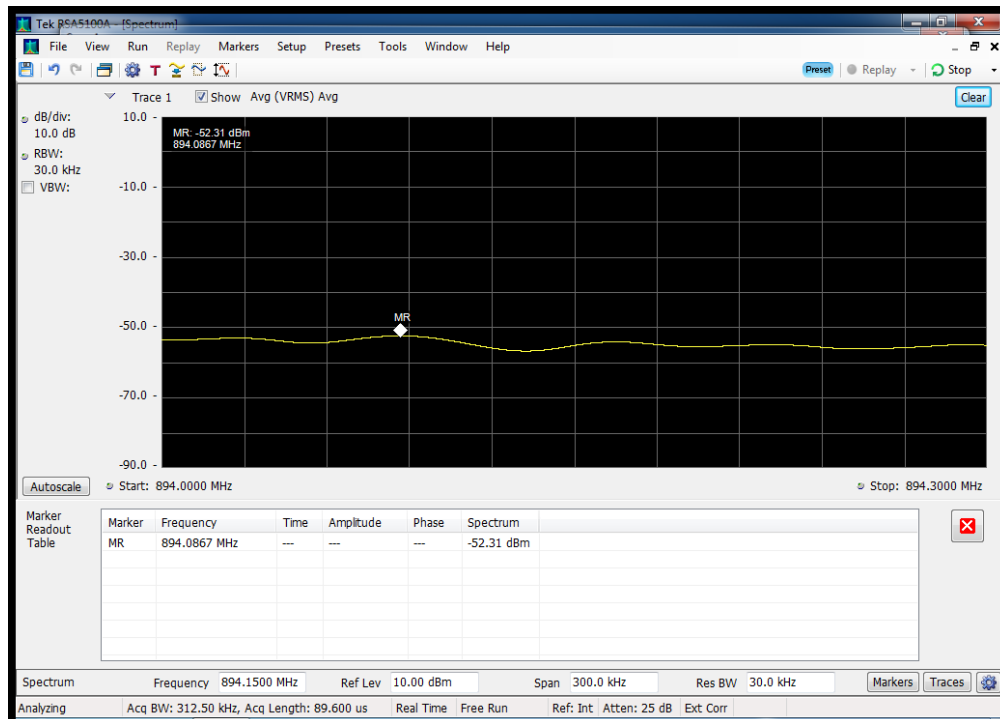 Tek RSA5100A - [Spectrum]
File View Run Replay Markers Setup Presets Tools Window Help
Preset Replay Stop
Trace 1 Show Avg (VRMS) Avg Clear
dB/div:
10.0 dB
RBW:
30.0 kHz
VBW:
10.0
MR: -52.31 dBm
894.0867 MHz
-10.0
-30.0
MR
-50.0
-70.0
-90.0
Autoscale Start: 894.0000 MHz Stop: 894.3000 MHz
Marker Readout Table
Marker Frequency Time Amplitude Phase Spectrum
MR 894.0867 MHz --- --- --- -52.31 dBm
Spectrum Frequency 894.1500 MHz Ref Lev 10.00 dBm Span 300.0 kHz Res BW 30.0 kHz Markers Traces
Analyzing Acq BW: 312.50 kHz, Acq Length: 89.600 us Real Time Free Run Ref: Int Atten: 25 dB Ext Corr